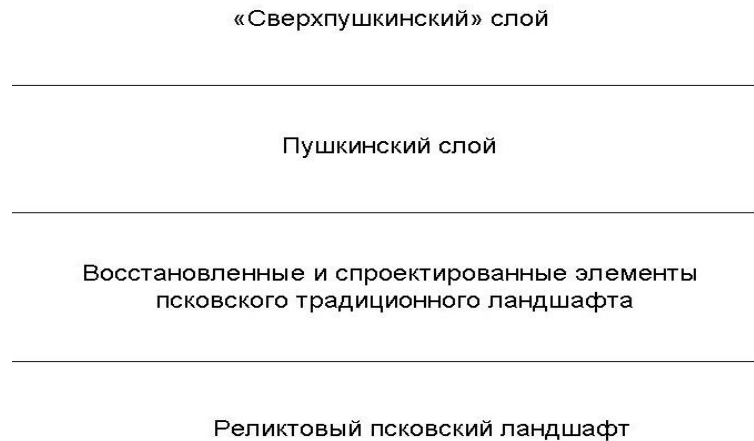 «Сверхпушкинский» слой
Пушкинский слой
Восстановленные и спроектированные элементы
псковского традиционного ландшафта
Реликтовый псковский ландшафт